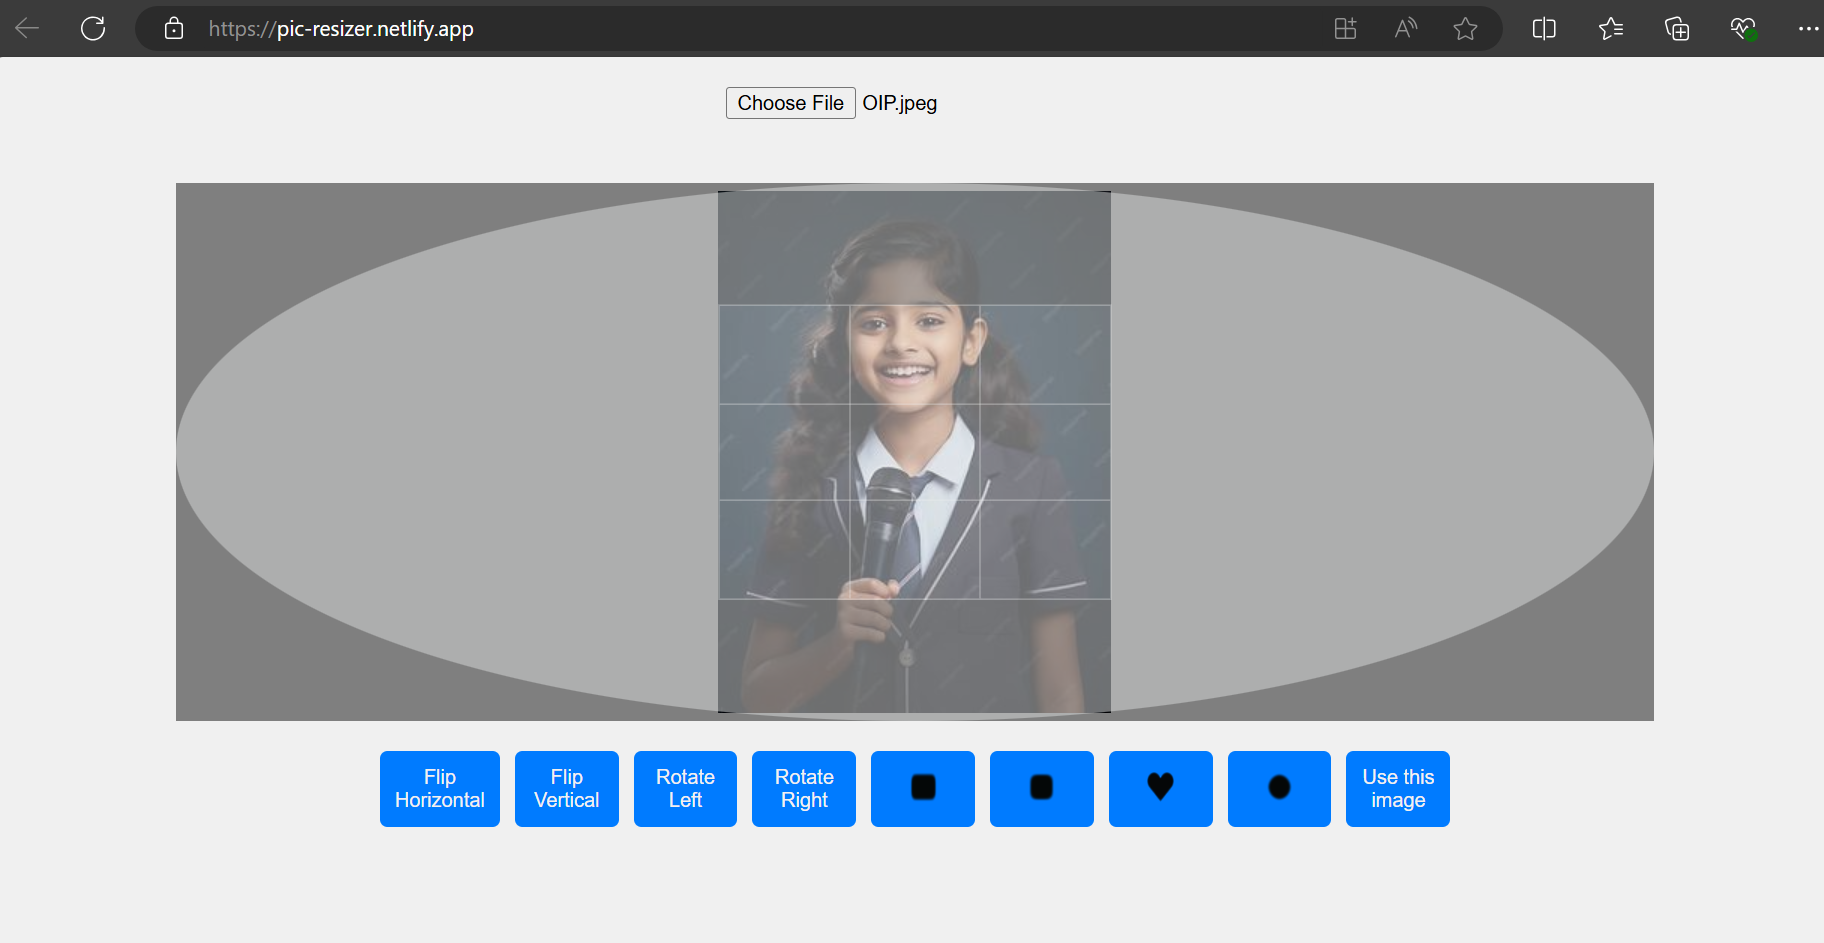 https://pic-resizer.netlify.app
Choose File OIP.jpeg
Flip
Horizontal
Flip
Vertical
Rotate
Left
Rotate
Right
Use this
image